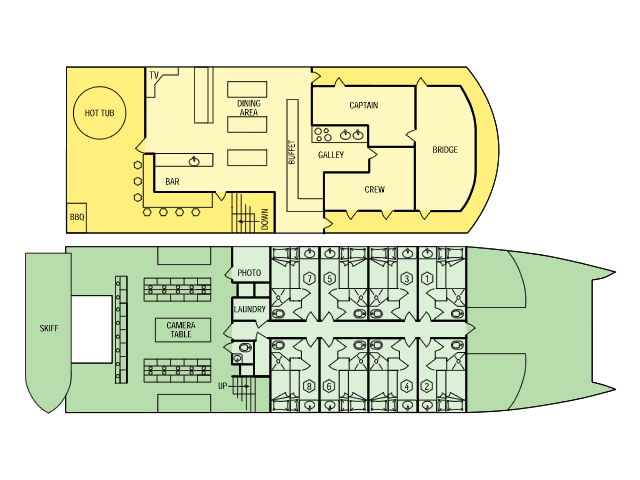 TV
HOT TUB
DINING
AREA
CAPTAIN
BUFFET
GALLEY
BRIDGE
BAR
CREW
BBQ
DOWN
PHOTO
7
5
3
1
LAUNDRY
SKIFF
CAMERA
TABLE
UP
8
6
4
2